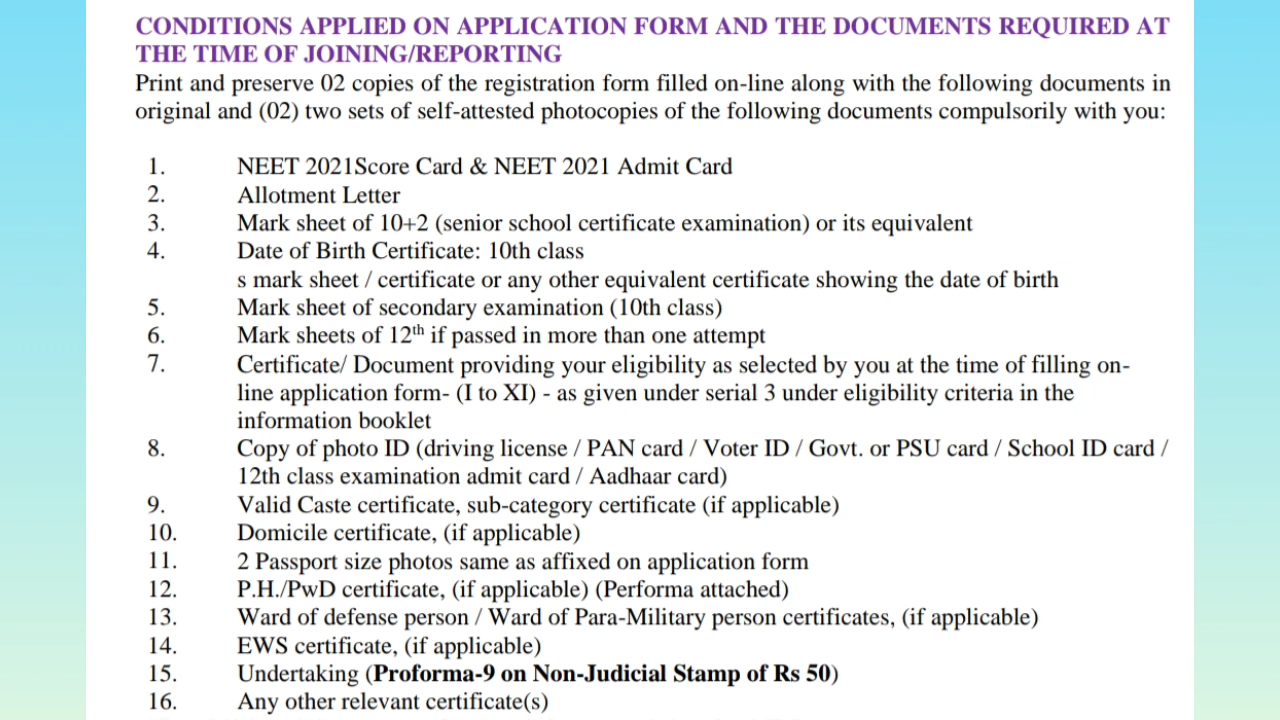 CONDITIONS APPLIED ON APPLICATION FORM AND THE DOCUMENTS REQUIRED AT
THE TIME OF JOINING/REPORTING
Print and preserve 02 copies of the registration form filled on-line along with the following documents in
original and (02) two sets of self-attested photocopies of the following documents compulsorily with you:
1. NEET 2021Score Card & NEET 2021 Admit Card
2. Allotment Letter
3. Mark sheet of 10+2 (senior school certificate examination) or its equivalent
4. Date of Birth Certificate: 10th class
s mark sheet / certificate or any other equivalent certificate showing the date of birth
5. Mark sheet of secondary examination (10th class)
6. Mark sheets of 12th if passed in more than one attempt
7. Certificate/ Document providing your eligibility as selected by you at the time of filling on-
line application form- (I to XI) - as given under serial 3 under eligibility criteria in the
information booklet
8. Copy of photo ID (driving license / PAN card / Voter ID / Govt. or PSU card / School ID card /
12th class examination admit card / Aadhaar card)
9. Valid Caste certificate, sub-category certificate (if applicable)
10. Domicile certificate, (if applicable)
11. 2 Passport size photos same as affixed on application form
12. P.H./PwD certificate, (if applicable) (Performa attached)
13. Ward of defense person / Ward of Para-Military person certificates, (if applicable)
14. EWS certificate, (if applicable)
15. Undertaking (Proforma-9 on Non-Judicial Stamp of Rs 50)
16. Any other relevant certificate(s)